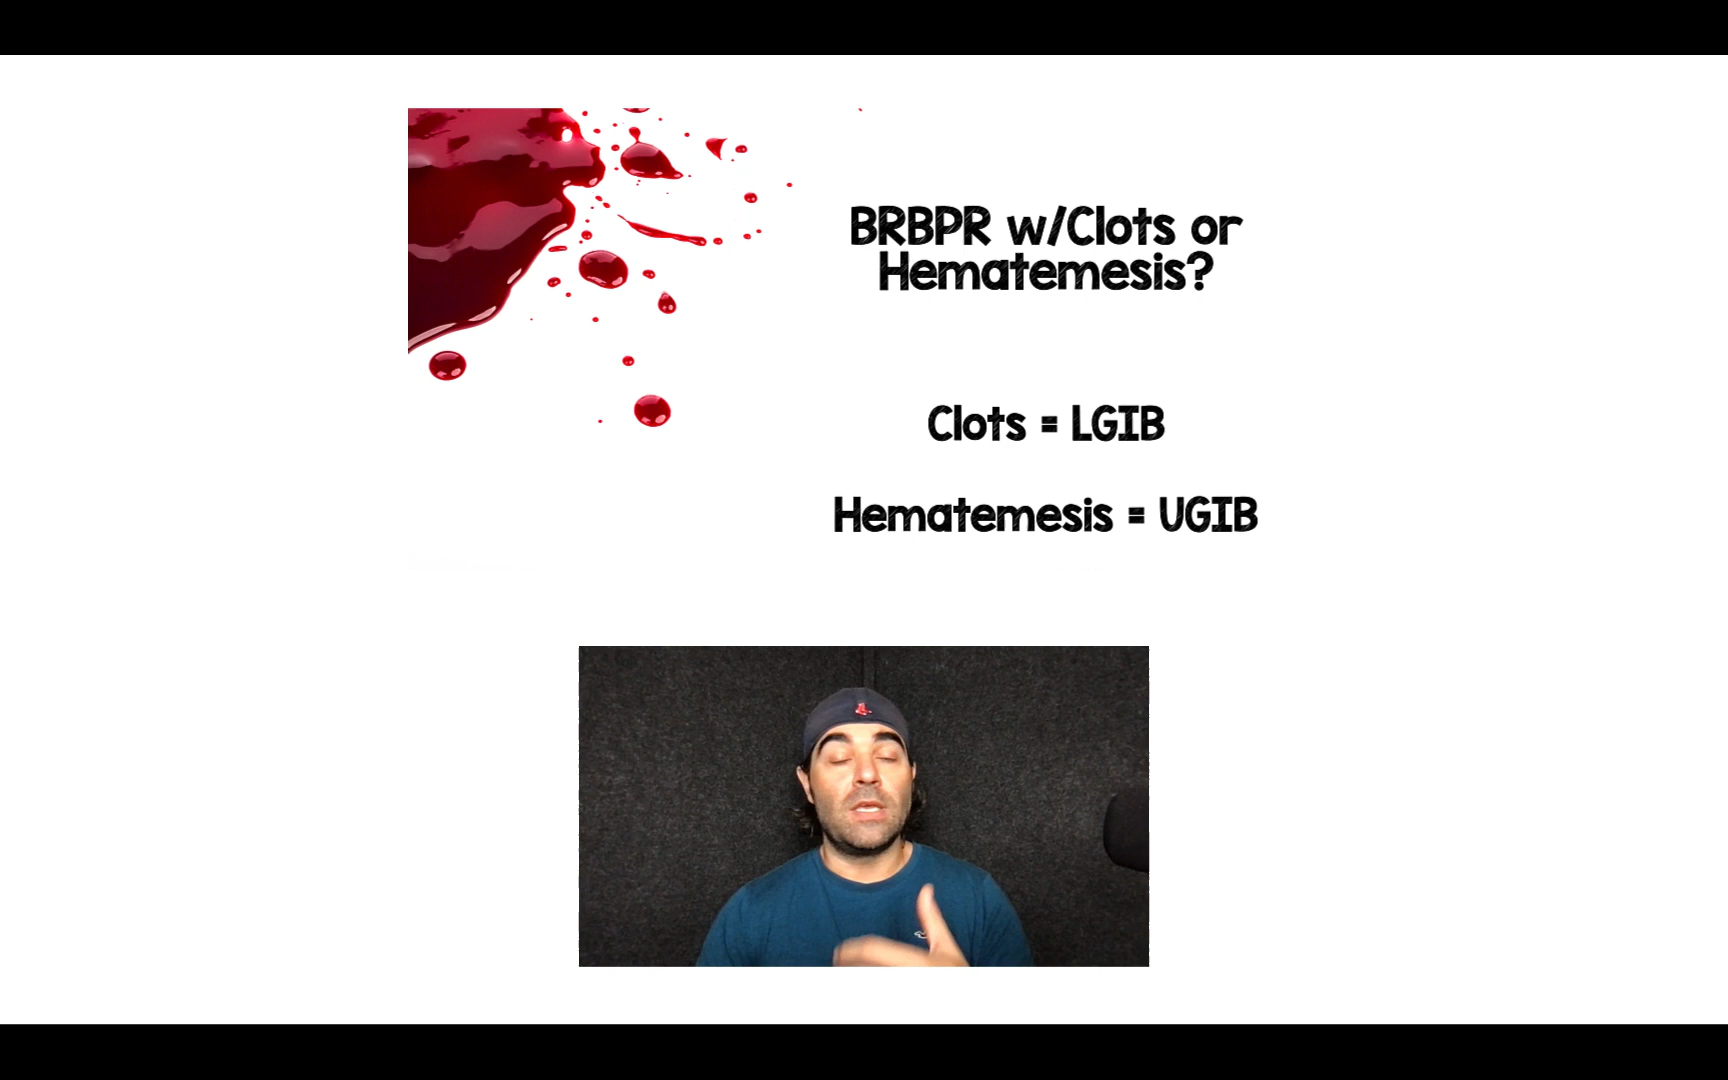 BRBPR w/Clots or
Hematemesis?
Clots = LGIB
Hematemesis = UGIB